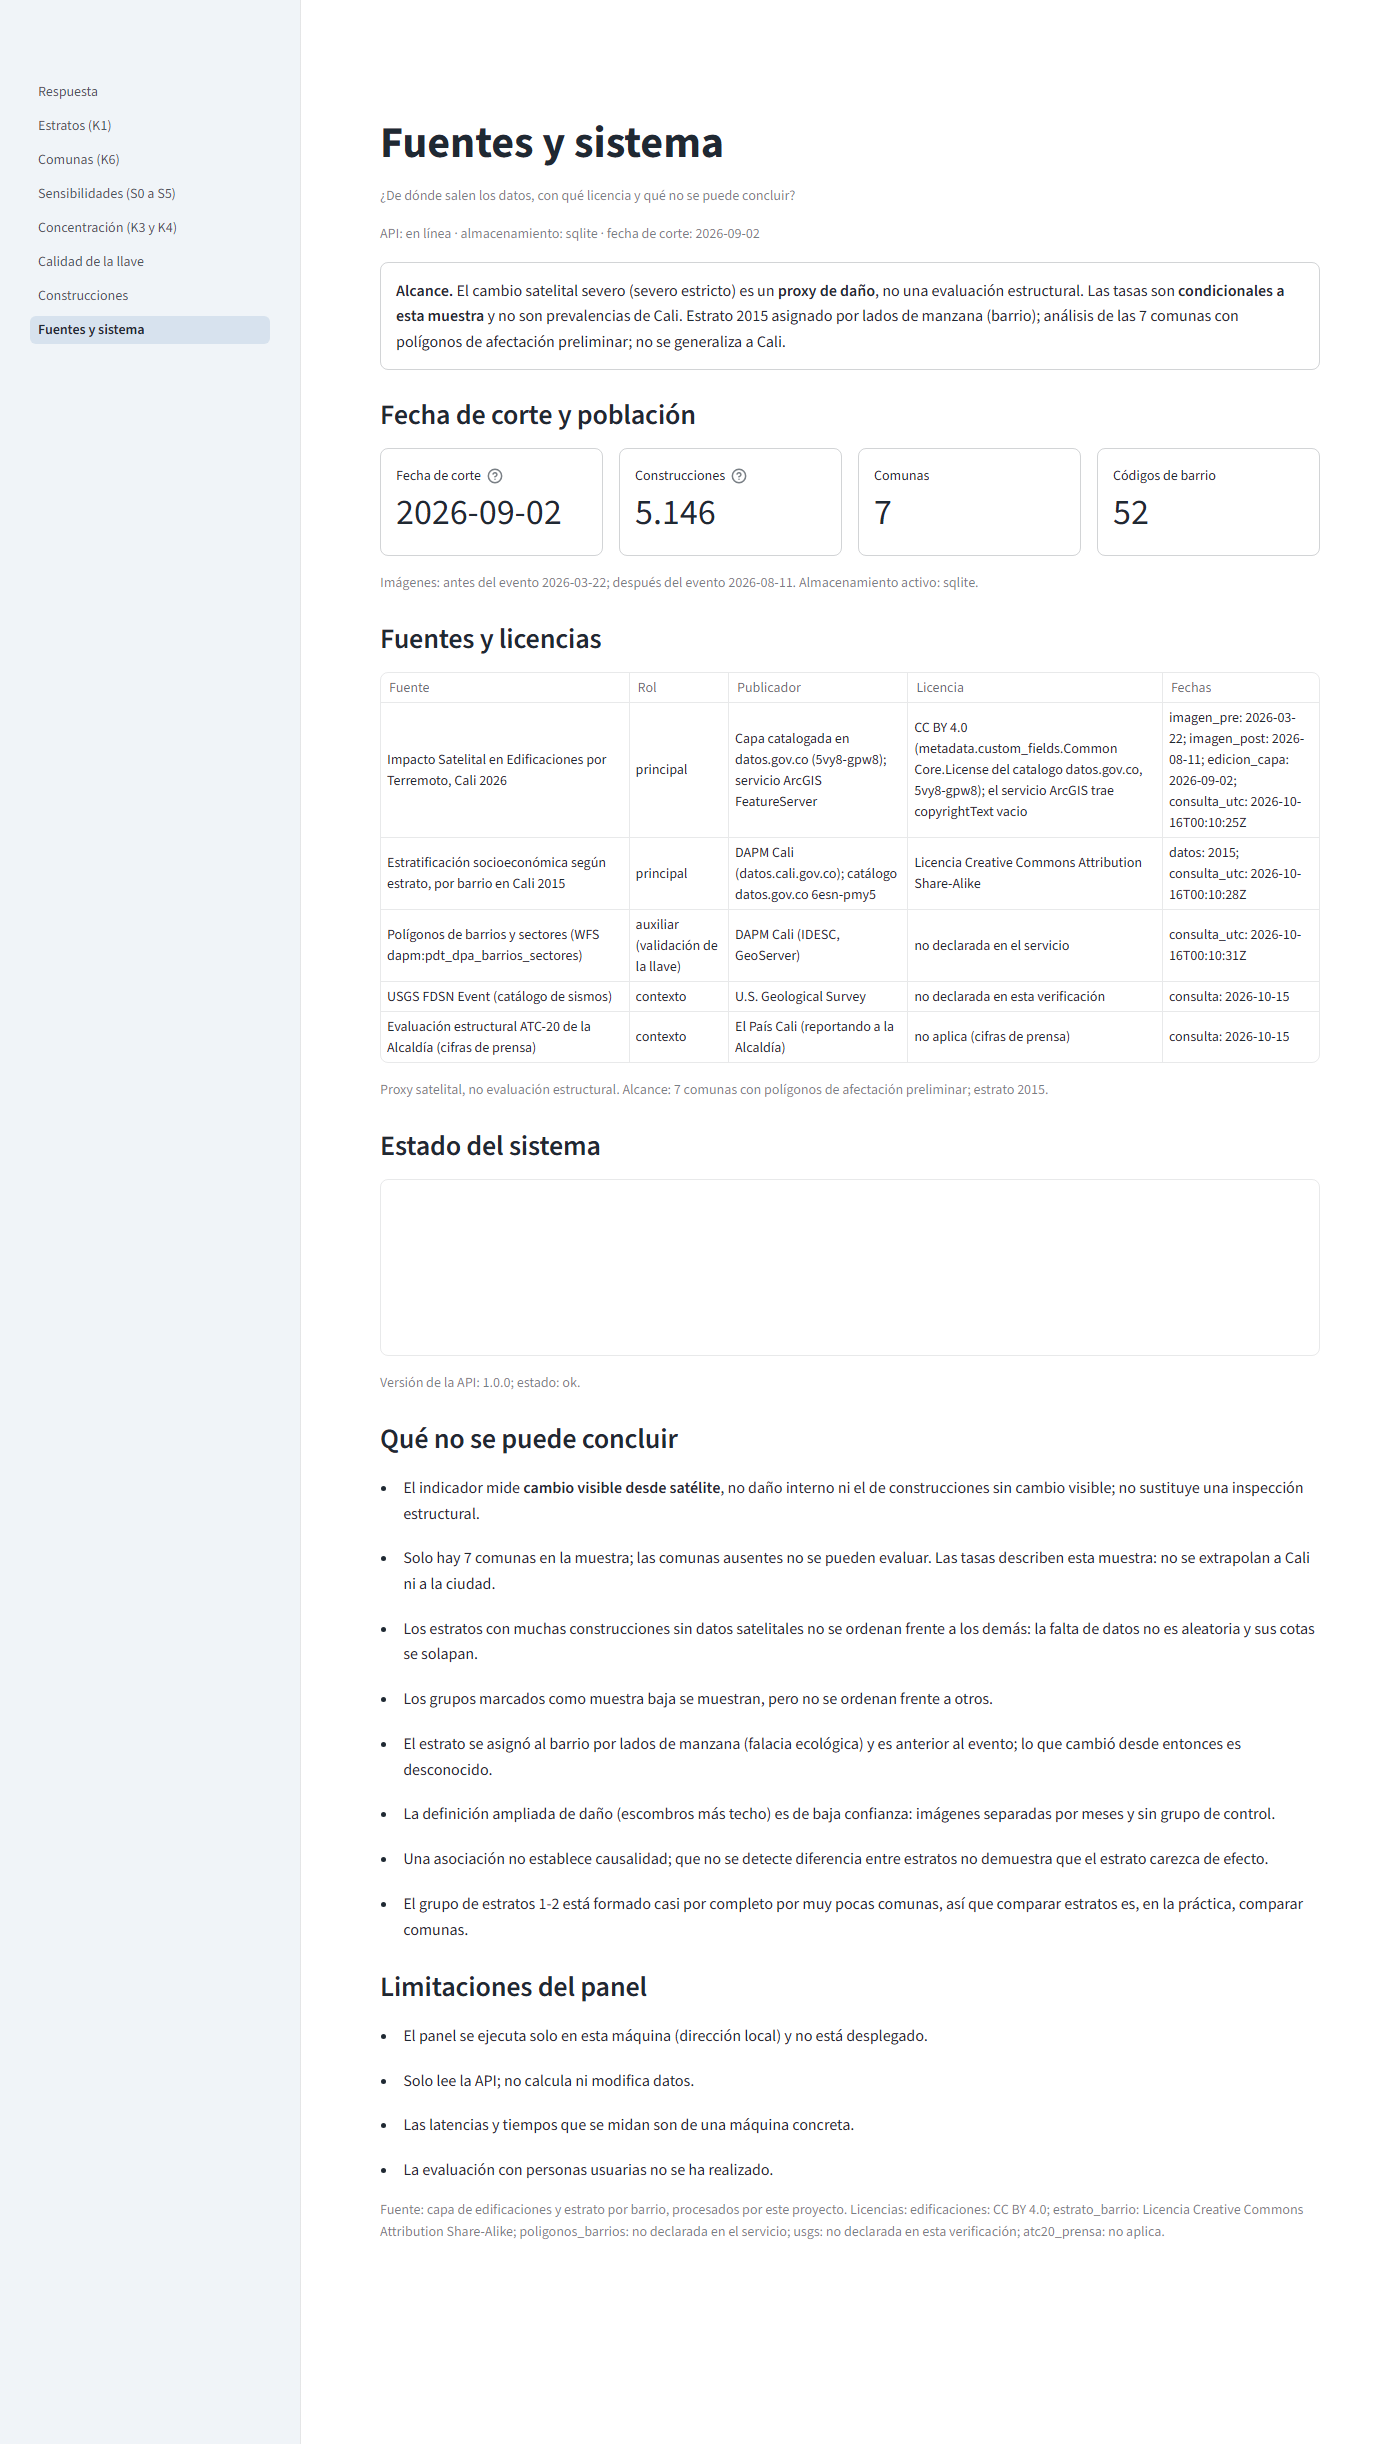 Respuesta
Estratos (K1)
Comunas (K6)
Sensibilidades (S0 a S5)
Concentración (K3 y K4)
Calidad de la llave
Construcciones
Fuentes y sistema
Fuentes y sistema
¿De dónde salen los datos, con qué licencia y qué no se puede concluir?
API: en línea · almacenamiento: sqlite · fecha de corte: 2026-09-02
Alcance. El cambio satelital severo (severo estricto) es un proxy de daño, no una evaluación estructural. Las tasas son condicionales a
esta muestra y no son prevalencias de Cali. Estrato 2015 asignado por lados de manzana (barrio); análisis de las 7 comunas con
polígonos de afectación preliminar; no se generaliza a Cali.
Fecha de corte y población
Fecha de corte
2026-09-02
Construcciones
5.146
Comunas
7
Códigos de barrio
52
Imágenes: antes del evento 2026-03-22; después del evento 2026-08-11. Almacenamiento activo: sqlite.
Fuentes y licencias
Fuente
Rol
Publicador
Licencia
Fechas
Impacto Satelital en Edificaciones por
Terremoto, Cali 2026
principal
Capa catalogada en
datos.gov.co (5vy8-gpw8);
servicio ArcGIS
FeatureServer
CC BY 4.0
(metadata.custom_fields.Common
Core.License del catalogo datos.gov.co,
5vy8-gpw8); el servicio ArcGIS trae
copyrightText vacio
imagen_pre: 2026-03-
22; imagen_post: 2026-
08-11; edicion_capa:
2026-09-02;
consulta_utc: 2026-10-
16T00:10:25Z
Estratificación socioeconómica según
estrato, por barrio en Cali 2015
principal
DAPM Cali
(datos.cali.gov.co); catálogo
datos.gov.co 6esn-pmy5
Licencia Creative Commons Attribution
Share-Alike
datos: 2015;
consulta_utc: 2026-10-
16T00:10:28Z
Polígonos de barrios y sectores (WFS
dapm:pdt_dpa_barrios_sectores)
auxiliar
(validación de
la llave)
DAPM Cali (IDESC,
GeoServer)
no declarada en el servicio
consulta_utc: 2026-10-
16T00:10:31Z
USGS FDSN Event (catálogo de sismos)
contexto
U.S. Geological Survey
no declarada en esta verificación
consulta: 2026-10-15
Evaluación estructural ATC-20 de la
Alcaldía (cifras de prensa)
contexto
El País Cali (reportando a la
Alcaldía)
no aplica (cifras de prensa)
consulta: 2026-10-15
Proxy satelital, no evaluación estructural. Alcance: 7 comunas con polígonos de afectación preliminar; estrato 2015.
Estado del sistema
Versión de la API: 1.0.0; estado: ok.
Qué no se puede concluir
• El indicador mide cambio visible desde satélite, no daño interno ni el de construcciones sin cambio visible; no sustituye una inspección
estructural.
• Solo hay 7 comunas en la muestra; las comunas ausentes no se pueden evaluar. Las tasas describen esta muestra: no se extrapolan a Cali
ni a la ciudad.
• Los estratos con muchas construcciones sin datos satelitales no se ordenan frente a los demás: la falta de datos no es aleatoria y sus cotas
se solapan.
• Los grupos marcados como muestra baja se muestran, pero no se ordenan frente a otros.
• El estrato se asignó al barrio por lados de manzana (falacia ecológica) y es anterior al evento; lo que cambió desde entonces es
desconocido.
• La definición ampliada de daño (escombros más techo) es de baja confianza: imágenes separadas por meses y sin grupo de control.
• Una asociación no establece causalidad; que no se detecte diferencia entre estratos no demuestra que el estrato carezca de efecto.
• El grupo de estratos 1-2 está formado casi por completo por muy pocas comunas, así que comparar estratos es, en la práctica, comparar
comunas.
Limitaciones del panel
• El panel se ejecuta solo en esta máquina (dirección local) y no está desplegado.
• Solo lee la API; no calcula ni modifica datos.
• Las latencias y tiempos que se midan son de una máquina concreta.
• La evaluación con personas usuarias no se ha realizado.
Fuente: capa de edificaciones y estrato por barrio, procesados por este proyecto. Licencias: edificaciones: CC BY 4.0; estrato_barrio: Licencia Creative Commons
Attribution Share-Alike; poligonos_barrios: no declarada en el servicio; usgs: no declarada en esta verificación; atc20_prensa: no aplica.